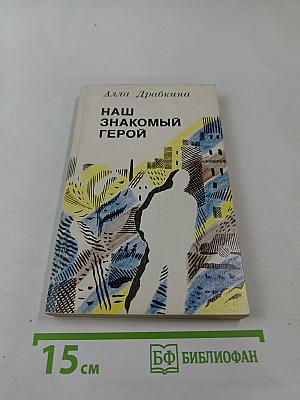 Алла Драбкина
НАШ
ЗНАКОМЫЙ
ГЕРОЙ
15 см
БФ БИБЛИОФАН